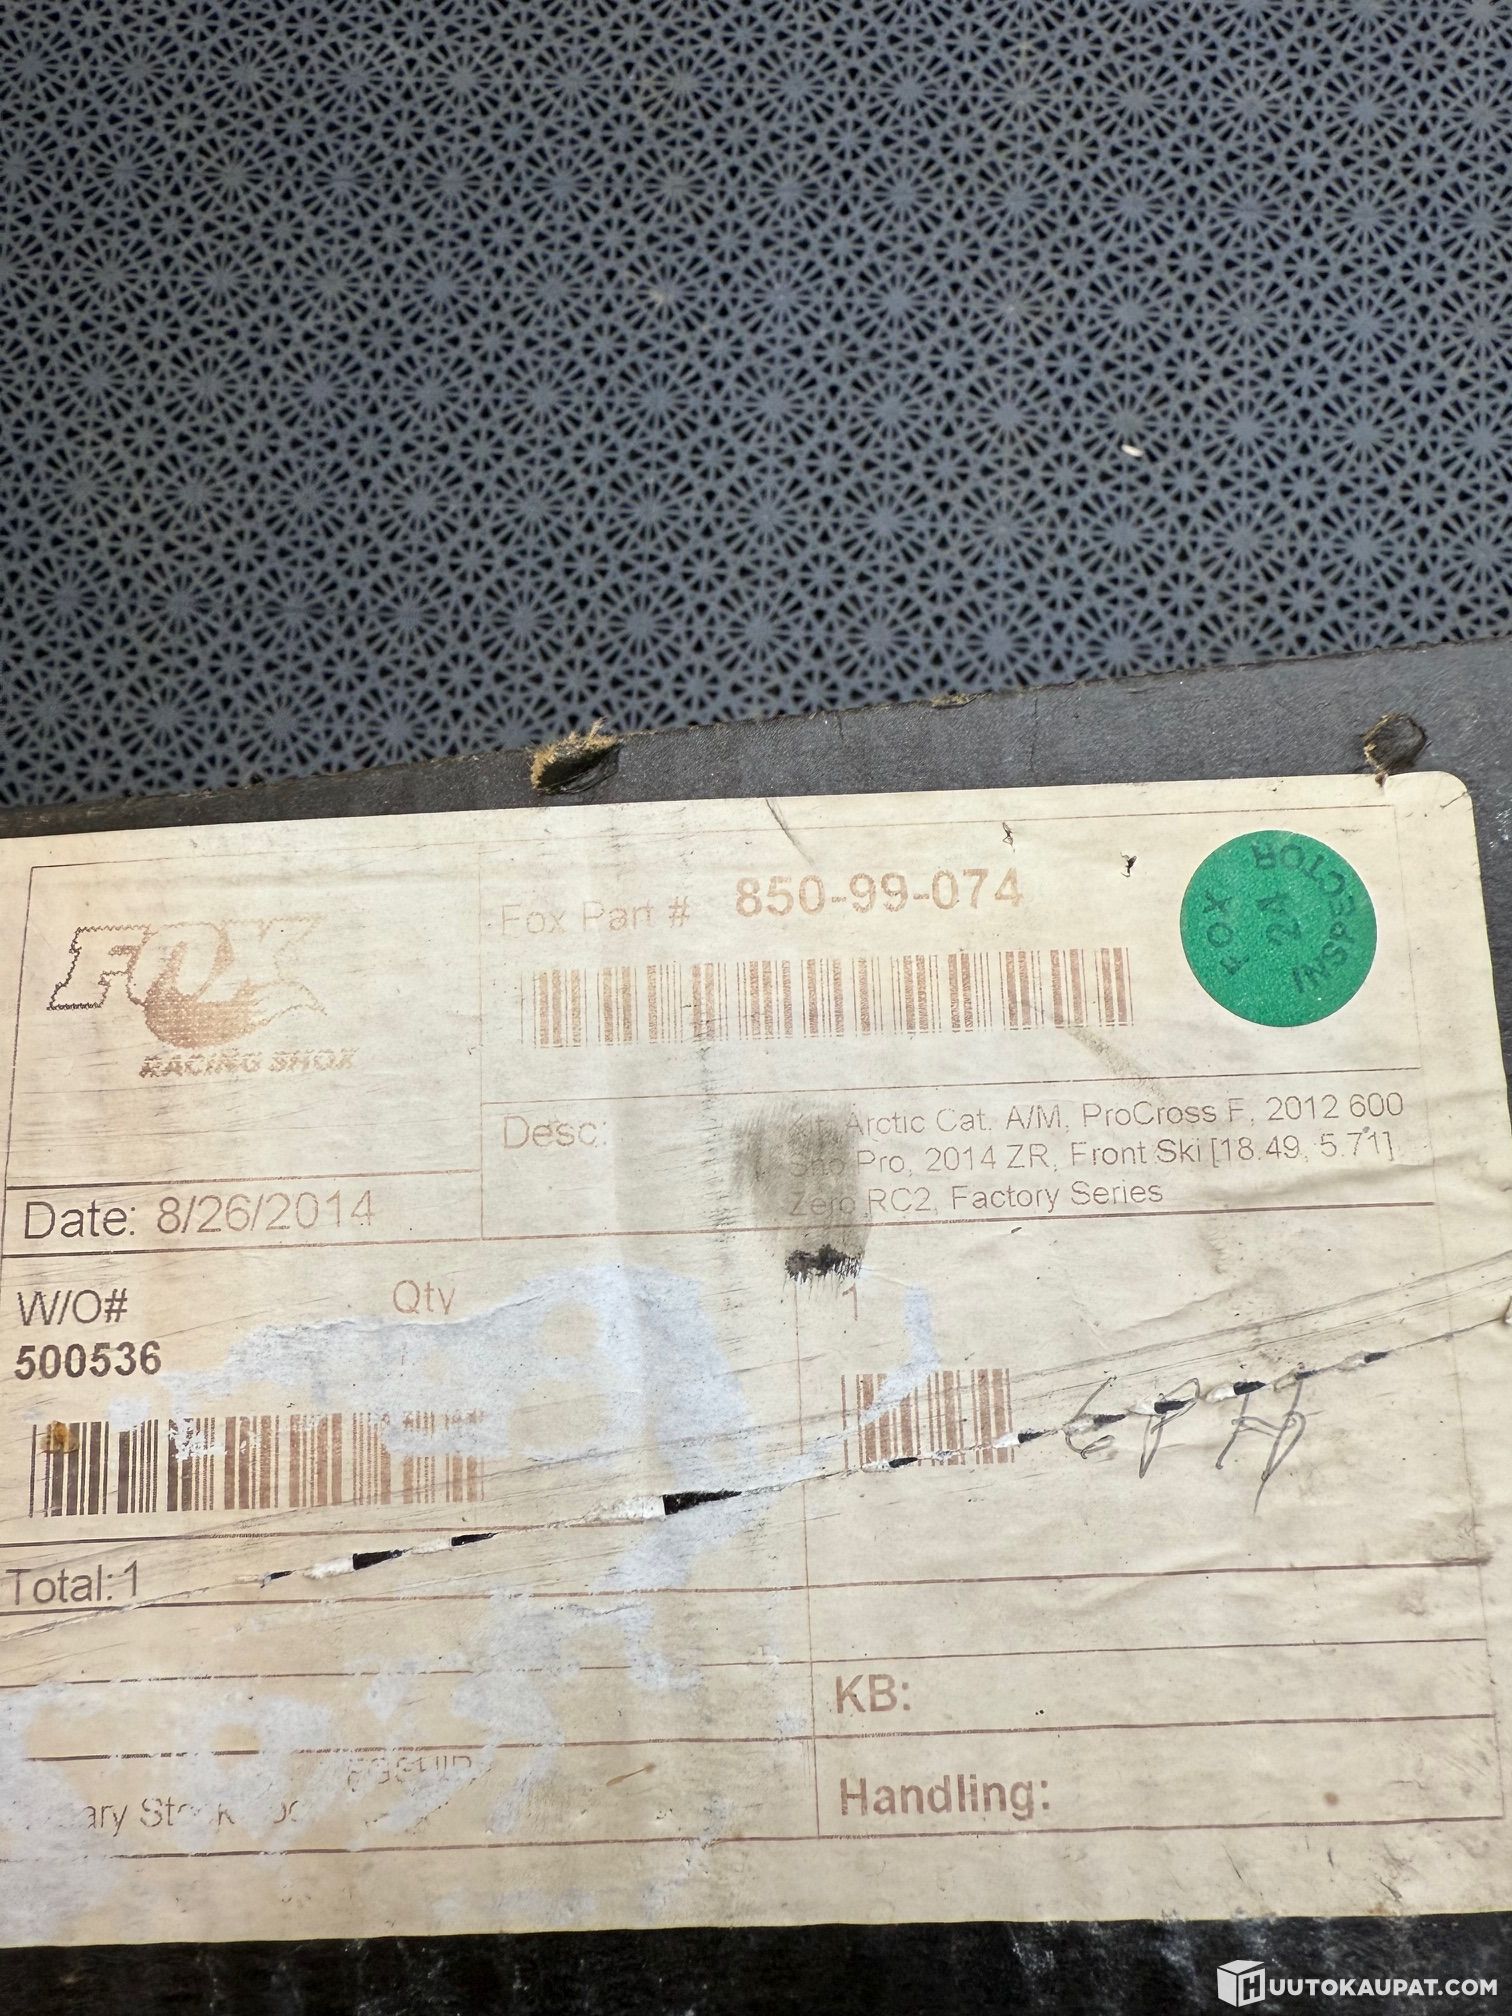 FOX
RACING SHOX
Fox Part # 850-99-074
FOX 24 INSPECTOR
Desc: Kit, Arctic Cat, A/M, ProCross F, 2012 600
Sno Pro, 2014 ZR, Front Ski [18.49, 5.71]
Zero RC2, Factory Series
Date: 8/26/2014
W/O# Qty 1
500536
Total:1
KB:
Handling:
HUUTOKAUPAT.COM